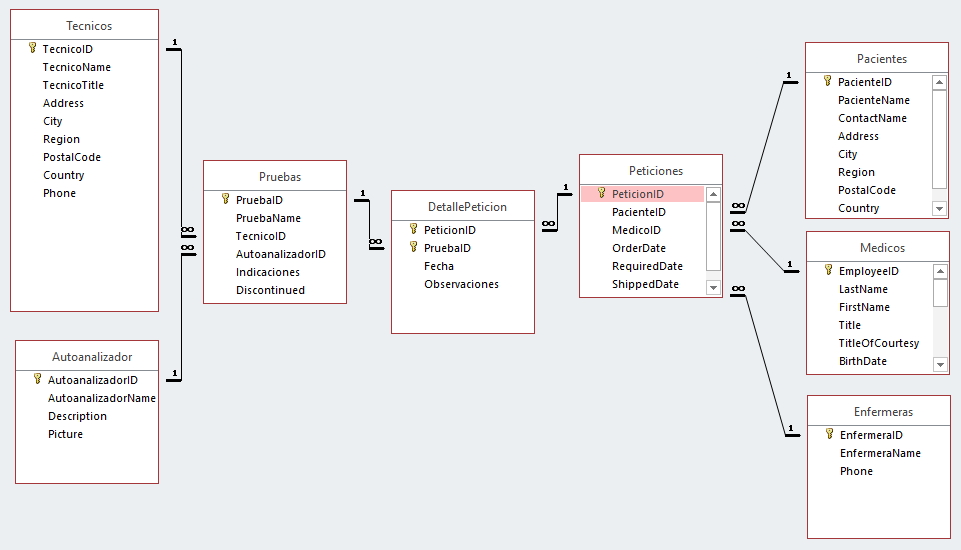 Tecnicos
TecnicoID
TecnicoName
TecnicoTitle
Address
City
Region
PostalCode
Country
Phone
1
∞
Autoanalizador
AutoanalizadorID
AutoanalizadorName
Description
Picture
1
∞
Pruebas
PruebaID
PruebaName
TecnicoID
AutoanalizadorID
Indicaciones
Discontinued
1
∞
DetallePeticion
PeticionID
PruebaID
Fecha
Observaciones
1
∞
Peticiones
PeticionID
PacienteID
MedicoID
OrderDate
RequiredDate
ShippedDate
∞
∞
∞
1
Pacientes
PacienteID
PacienteName
ContactName
Address
City
Region
PostalCode
Country
1
Medicos
EmployeeID
LastName
FirstName
Title
TitleOfCourtesy
BirthDate
1
Enfermeras
EnfermeraID
EnfermeraName
Phone